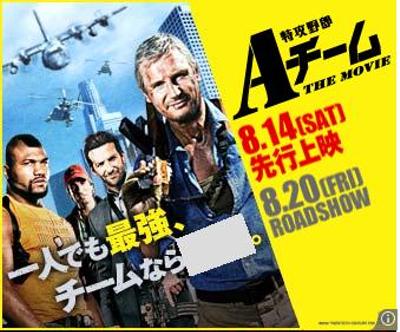 特攻野郎
Aチーム
THE MOVIE
8.14(SAT)
先行上映
8.20(FRI)
ROADSHOW
一人でも最強、
チームなら 。